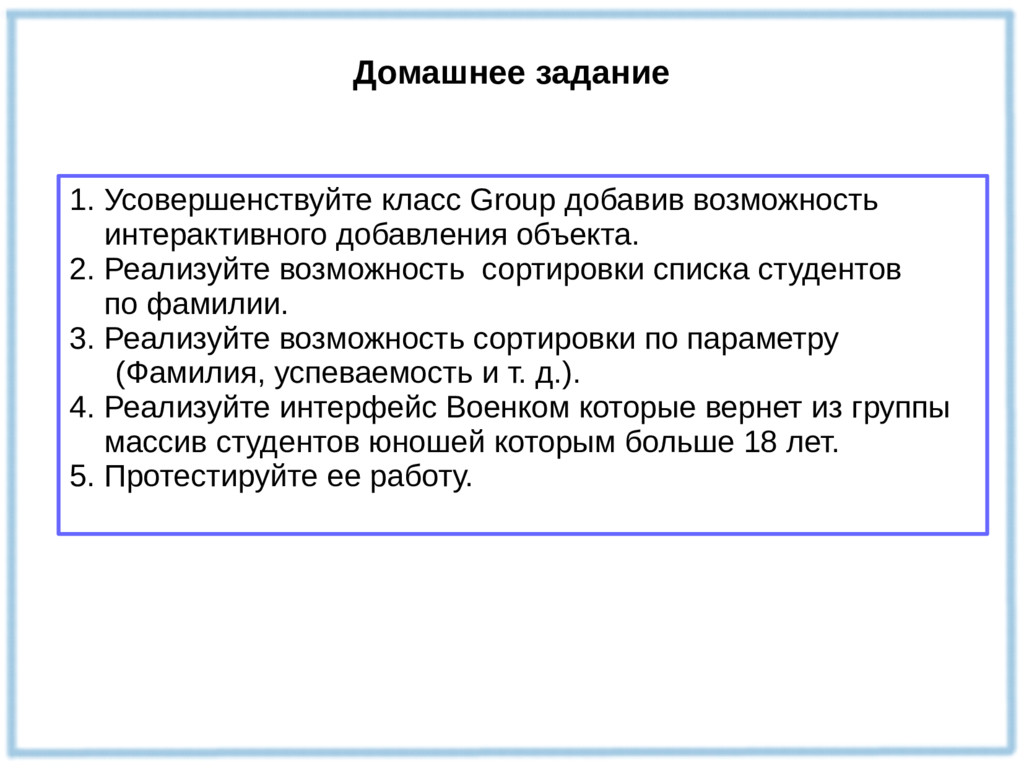 Домашнее задание
1. Усовершенствуйте класс Group добавив возможность
интерактивного добавления объекта.
2. Реализуйте возможность  сортировки списка студентов
по фамилии.
3. Реализуйте возможность сортировки по параметру
(Фамилия, успеваемость и т. д.).
4. Реализуйте интерфейс Военком которые вернет из группы
массив студентов юношей которым больше 18 лет.
5. Протестируйте ее работу.